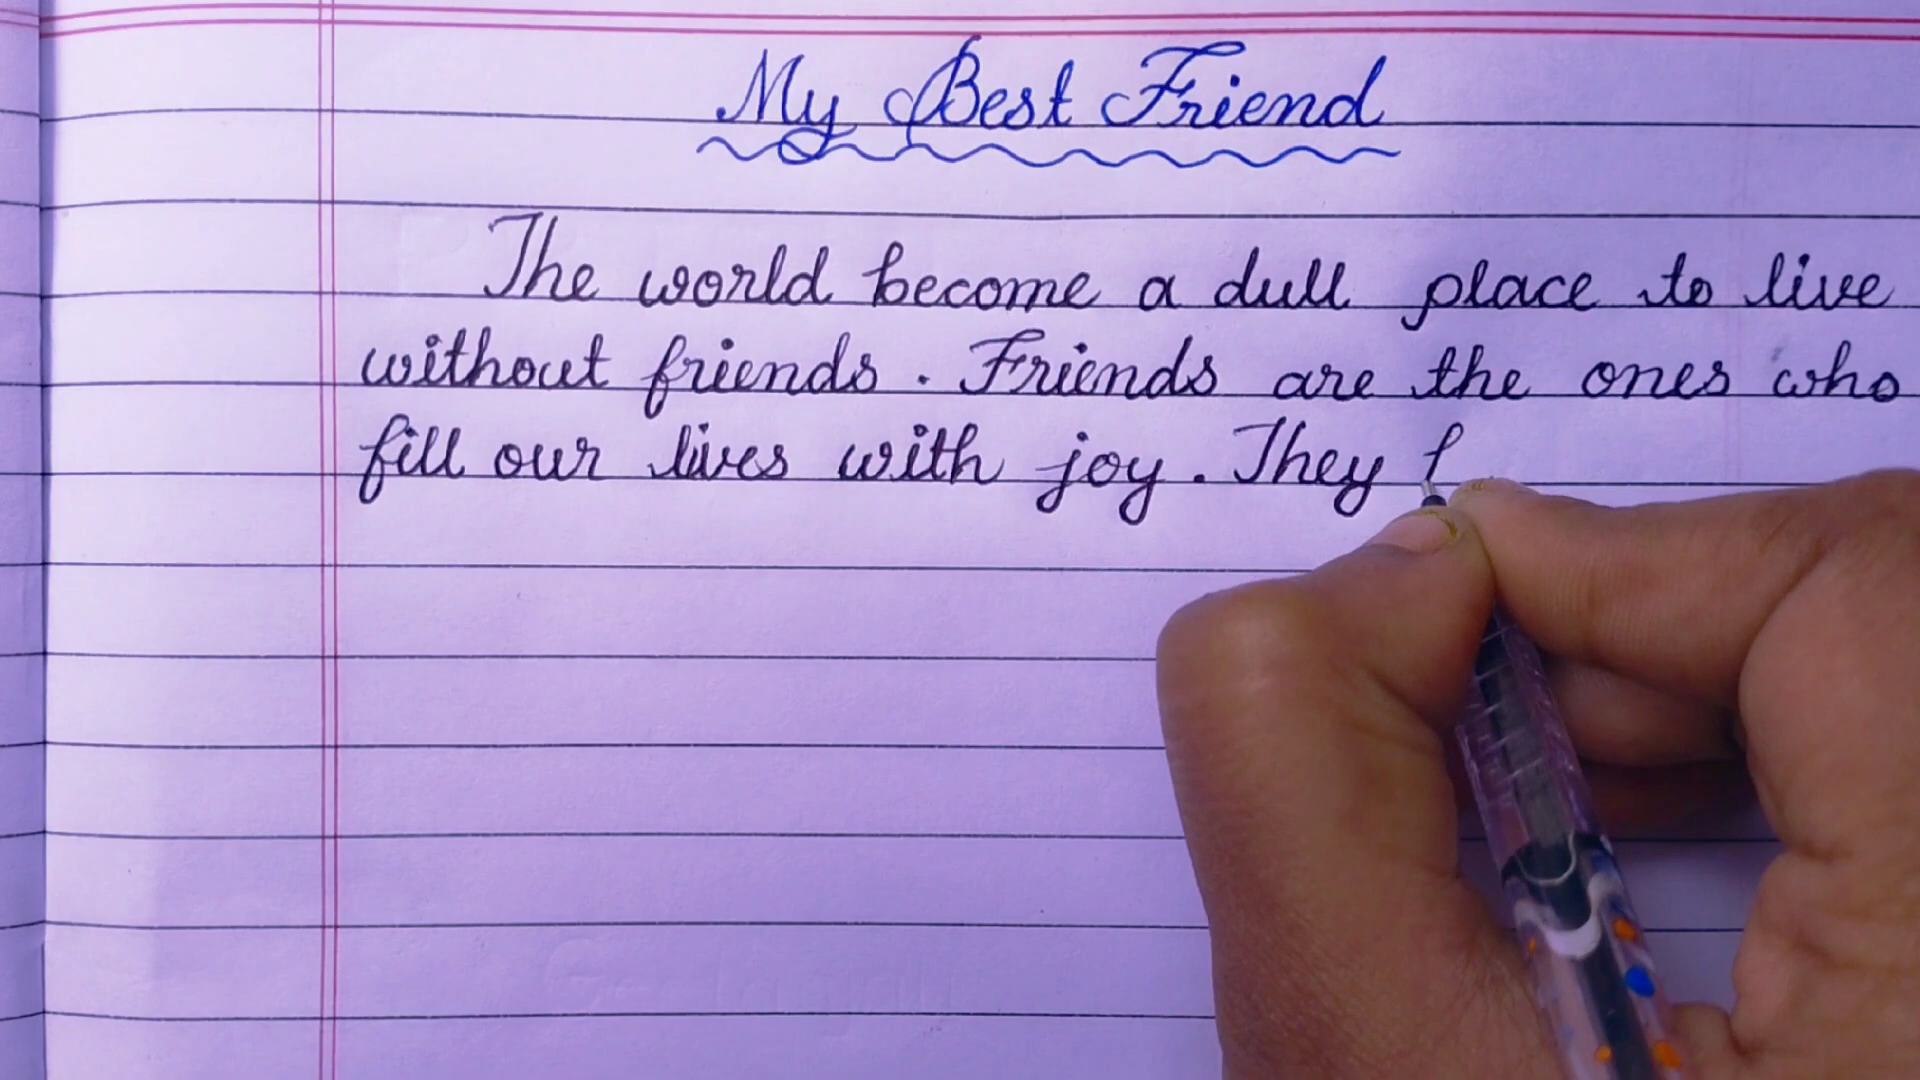 My Best Friend
The world become a dull place to live
without friends. Friends are the ones who
fill our lives with joy. They